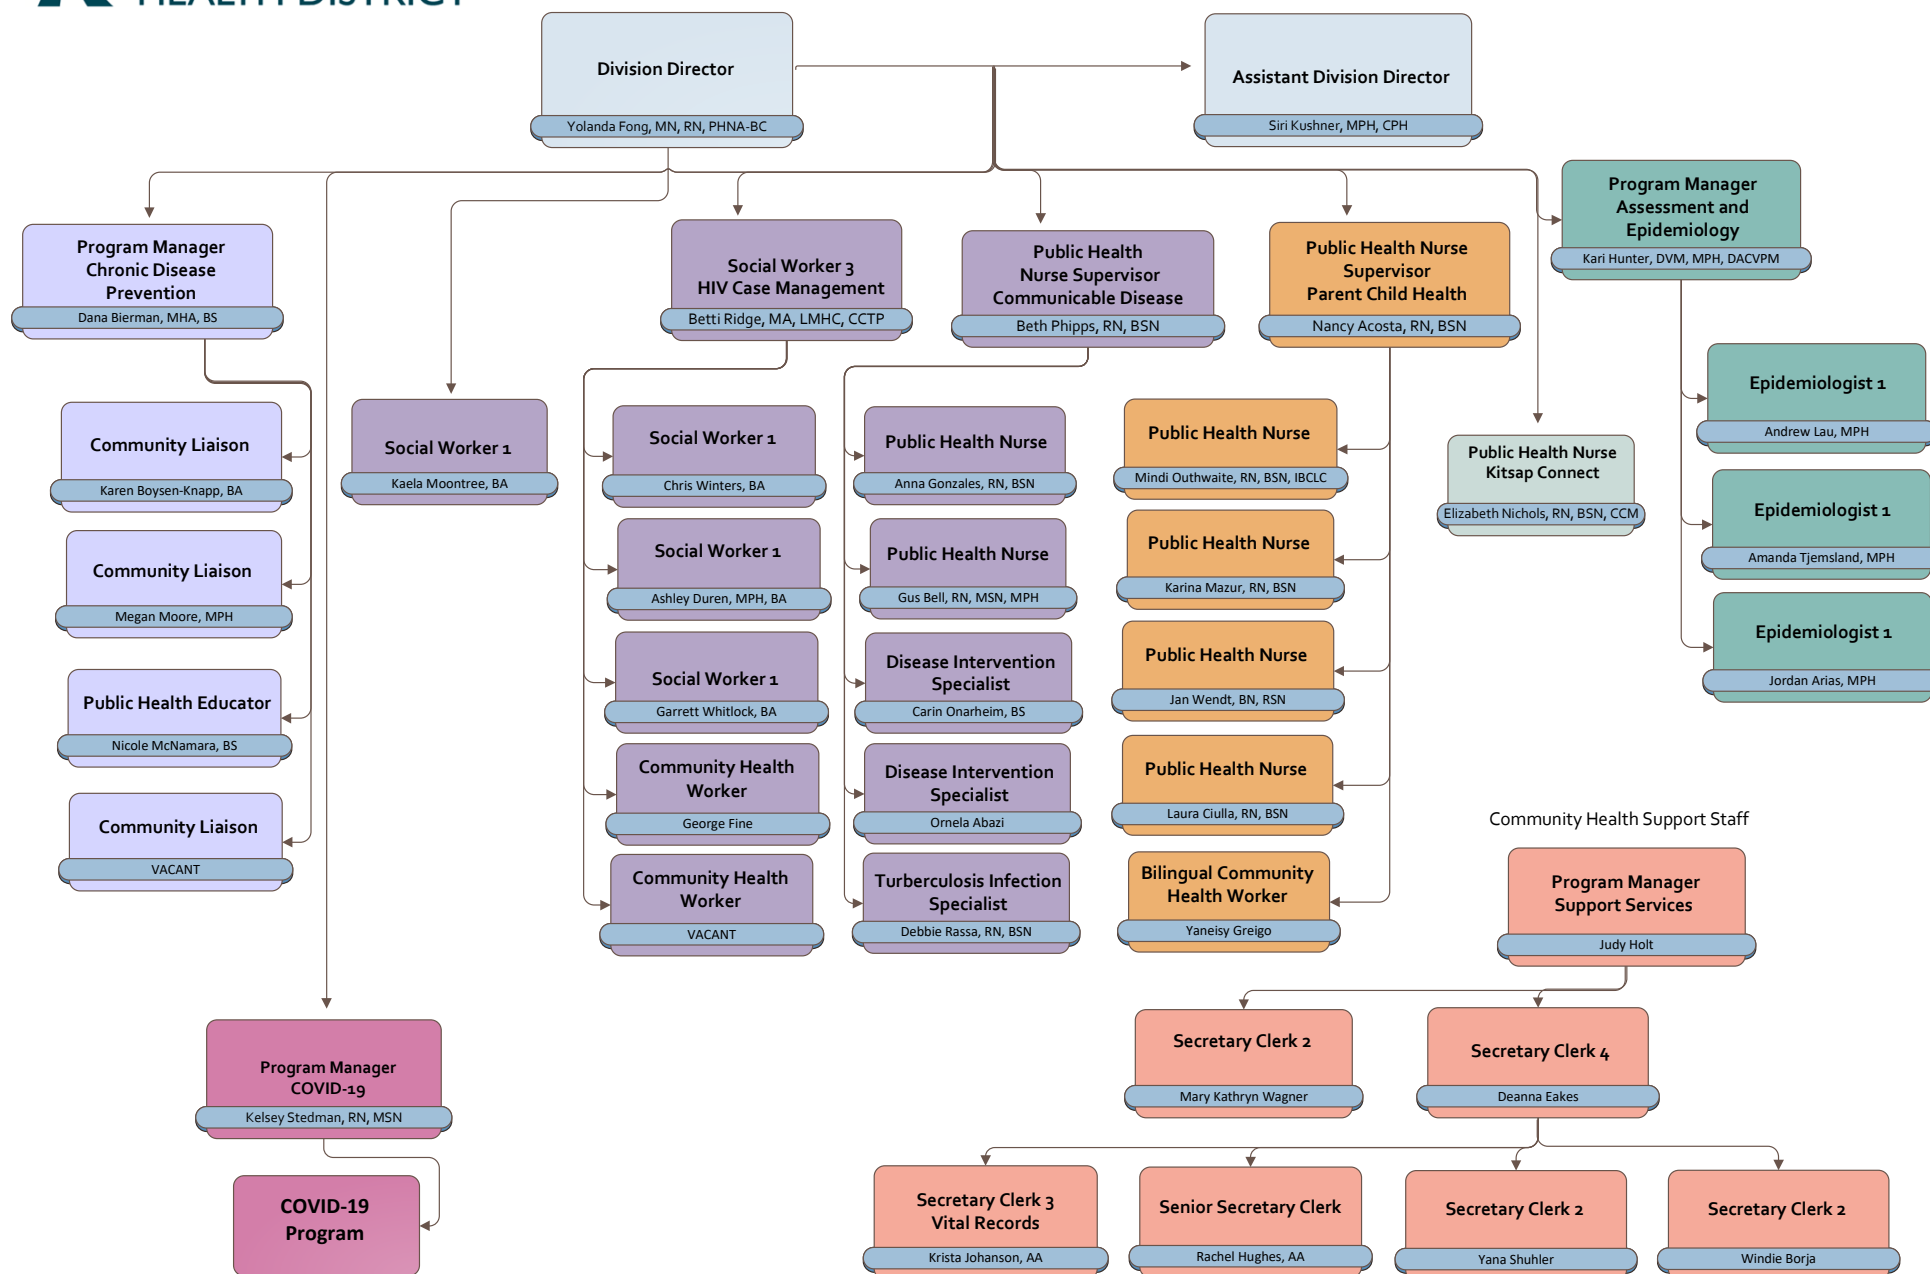 HEALTH DISTRICT
Division Director
Yolanda Fong, MN, RN, PHNA-BC
Assistant Division Director
Siri Kushner, MPH, CPH
Program Manager
Chronic Disease
Prevention
Dana Bierman, MHA, BS
Social Worker 3
HIV Case Management
Betti Ridge, MA, LMHC, CCTP
Public Health
Nurse Supervisor
Communicable Disease
Beth Phipps, RN, BSN
Public Health Nurse
Supervisor
Parent Child Health
Nancy Acosta, RN, BSN
Program Manager
Assessment and
Epidemiology
Kari Hunter, DVM, MPH, DACVPM
Community Liaison
Karen Boysen-Knapp, BA
Community Liaison
Megan Moore, MPH
Public Health Educator
Nicole McNamara, BS
Community Liaison
VACANT
Social Worker 1
Kaela Moontree, BA
Social Worker 1
Chris Winters, BA
Social Worker 1
Ashley Duren, MPH, BA
Social Worker 1
Garrett Whitlock, BA
Community Health
Worker
George Fine
Community Health
Worker
VACANT
Public Health Nurse
Anna Gonzales, RN, BSN
Public Health Nurse
Gus Bell, RN, MSN, MPH
Disease Intervention
Specialist
Carin Onarheim, BS
Disease Intervention
Specialist
Ornela Abazi
Turberculosis Infection
Specialist
Debbie Rassa, RN, BSN
Public Health Nurse
Mindi Outhwaite, RN, BSN, IBCLC
Public Health Nurse
Karina Mazur, RN, BSN
Public Health Nurse
Jan Wendt, BN, RSN
Public Health Nurse
Laura Ciulla, RN, BSN
Bilingual Community
Health Worker
Yaneisy Greigo
Public Health Nurse
Kitsap Connect
Elizabeth Nichols, RN, BSN, CCM
Epidemiologist 1
Andrew Lau, MPH
Epidemiologist 1
Amanda Tjemsland, MPH
Epidemiologist 1
Jordan Arias, MPH
Community Health Support Staff
Program Manager
Support Services
Judy Holt
Secretary Clerk 2
Mary Kathryn Wagner
Secretary Clerk 4
Deanna Eakes
Program Manager
COVID-19
Kelsey Stedman, RN, MSN
COVID-19
Program
Secretary Clerk 3
Vital Records
Krista Johanson, AA
Senior Secretary Clerk
Rachel Hughes, AA
Secretary Clerk 2
Yana Shuhler
Secretary Clerk 2
Windie Borja